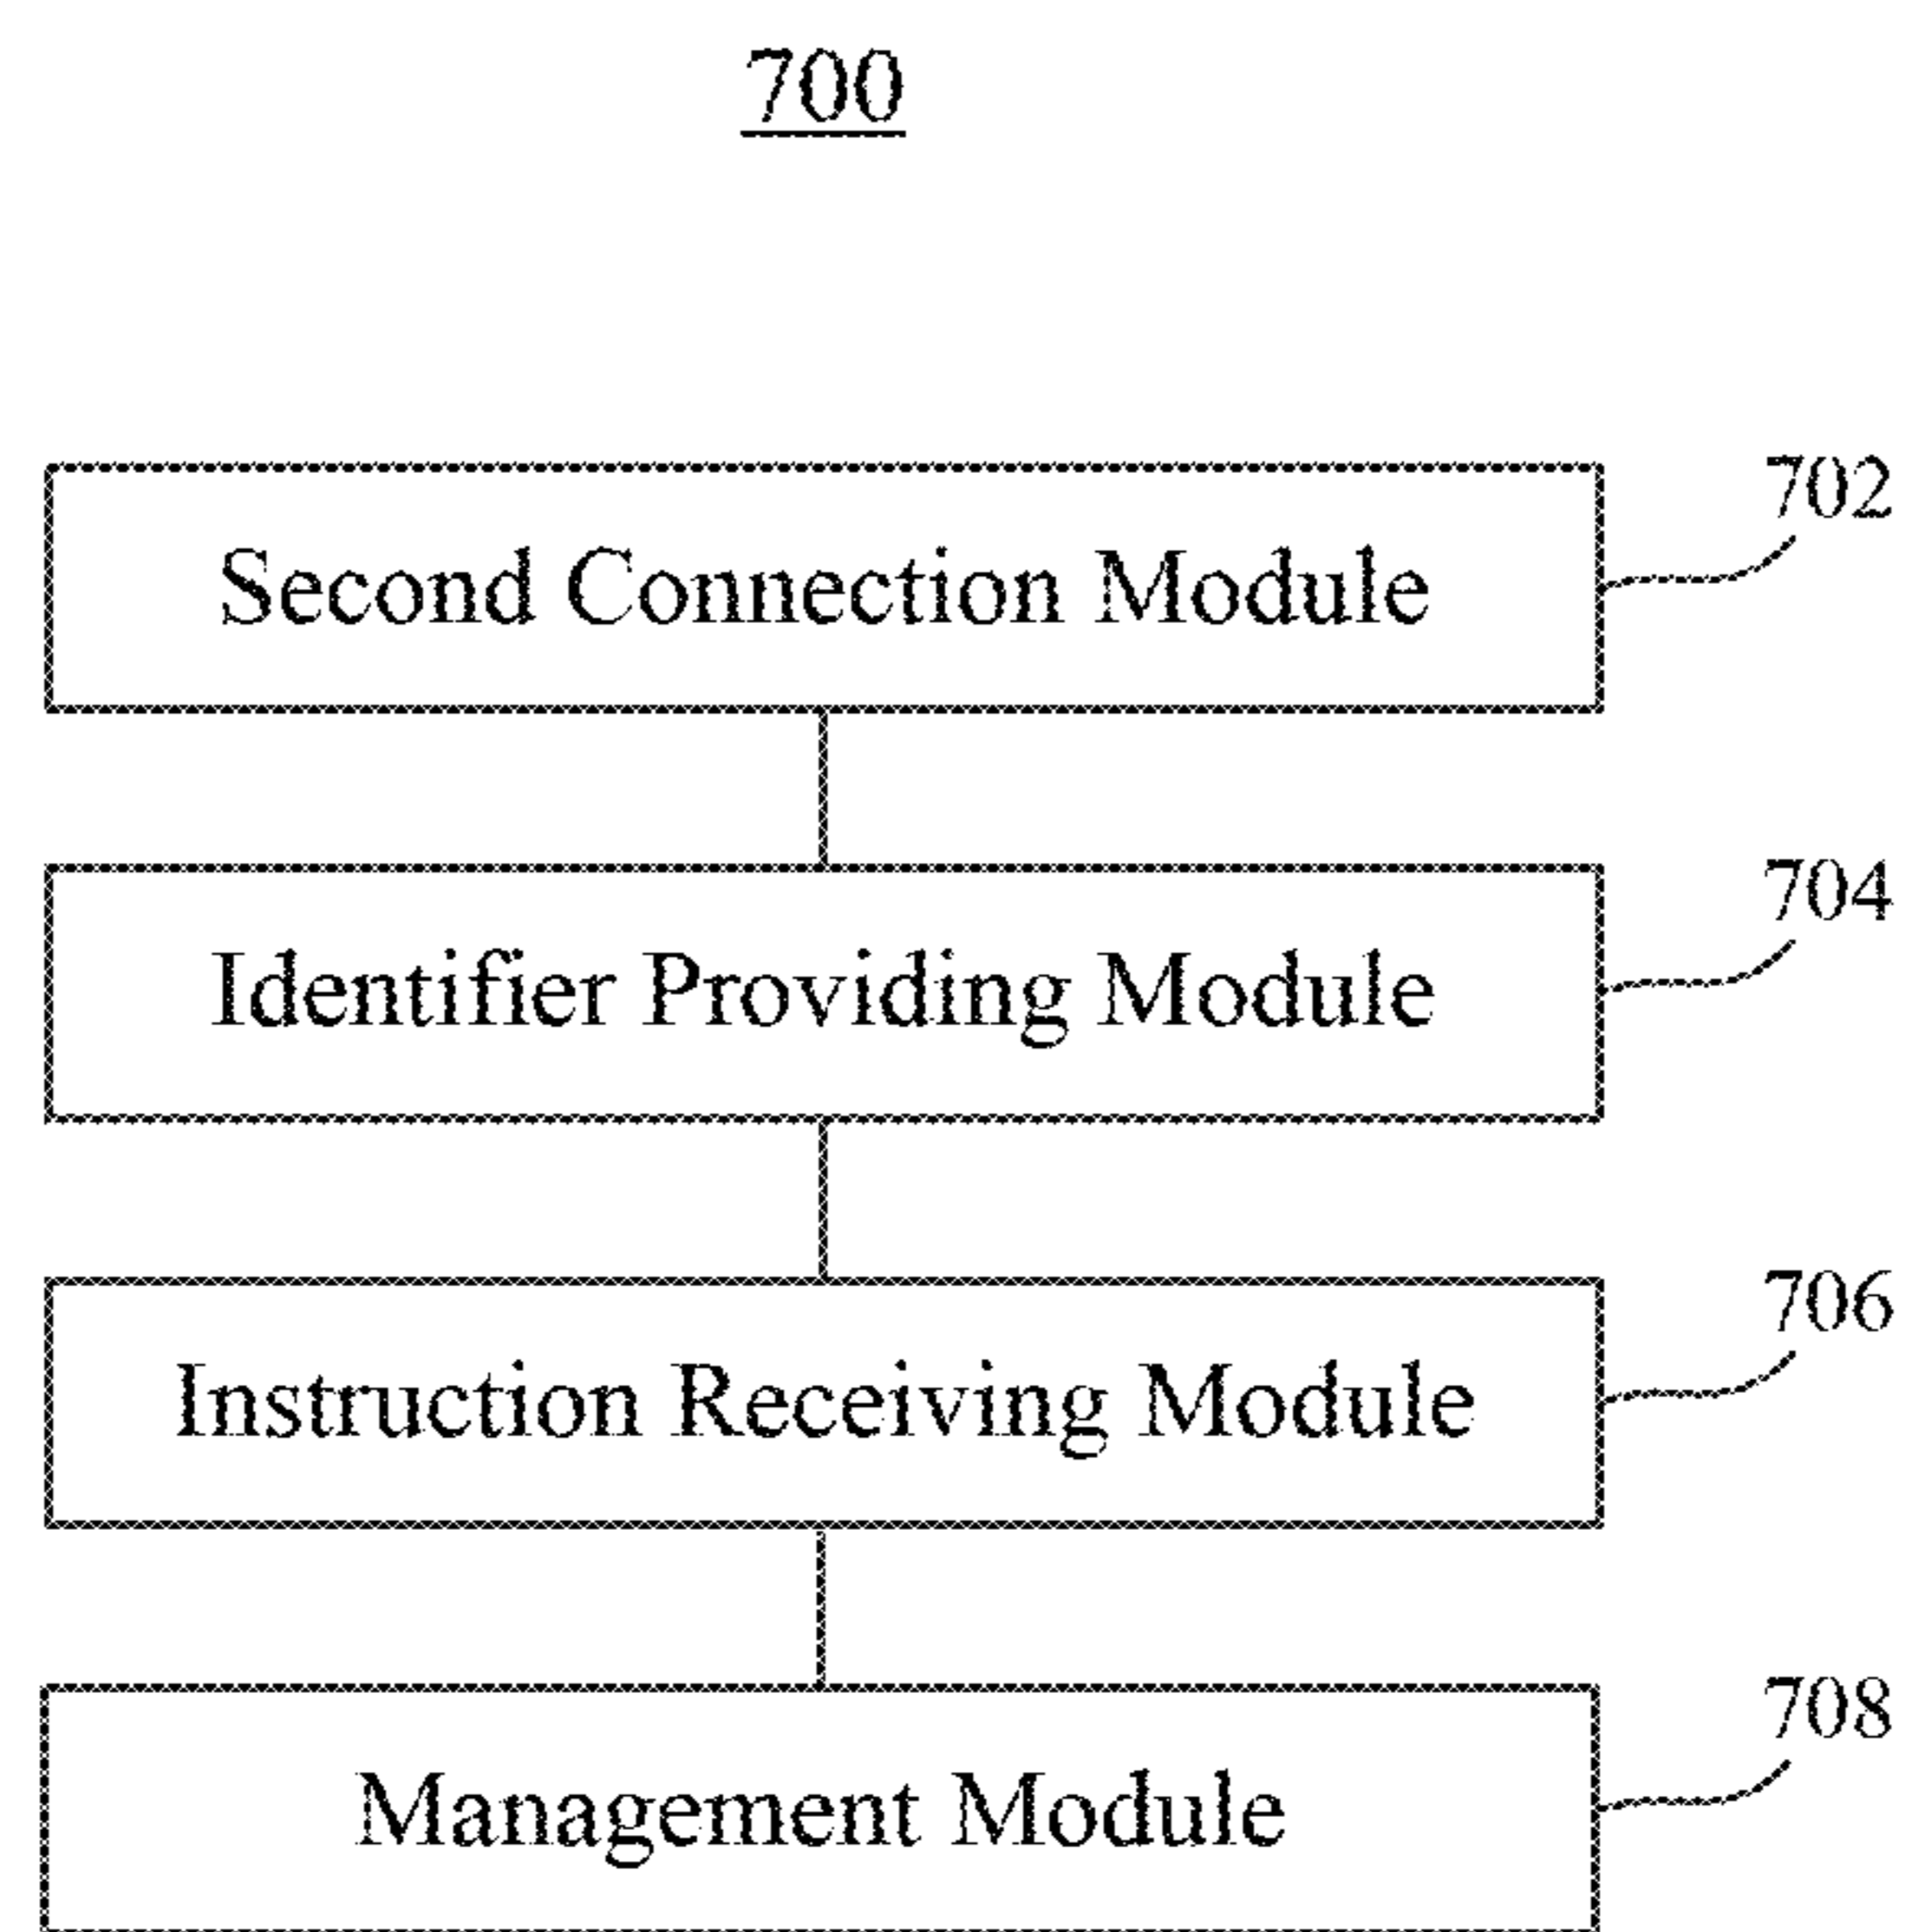 700
702
Second Connection Module
704
Identifier Providing Module
706
Instruction Receiving Module
708
Management Module